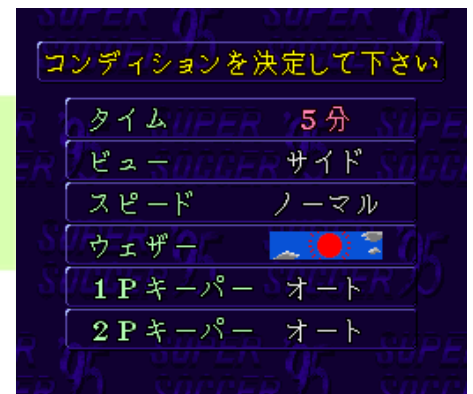 コンディションを決定して下さい
タイム 5分
ビュー サイド
スピード ノーマル
ウェザー
1Pキーパー オート
2Pキーパー オート